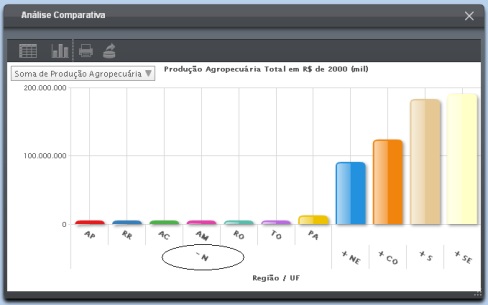 Análise Comparativa
Soma de Produção Agropecuária
Produção Agropecuária Total em R$ de 2000 (mil)
200.000.000
100.000.000
0
AP RR AC AM RO TO PA
- N + NE + CO + S + SE
Região / UF